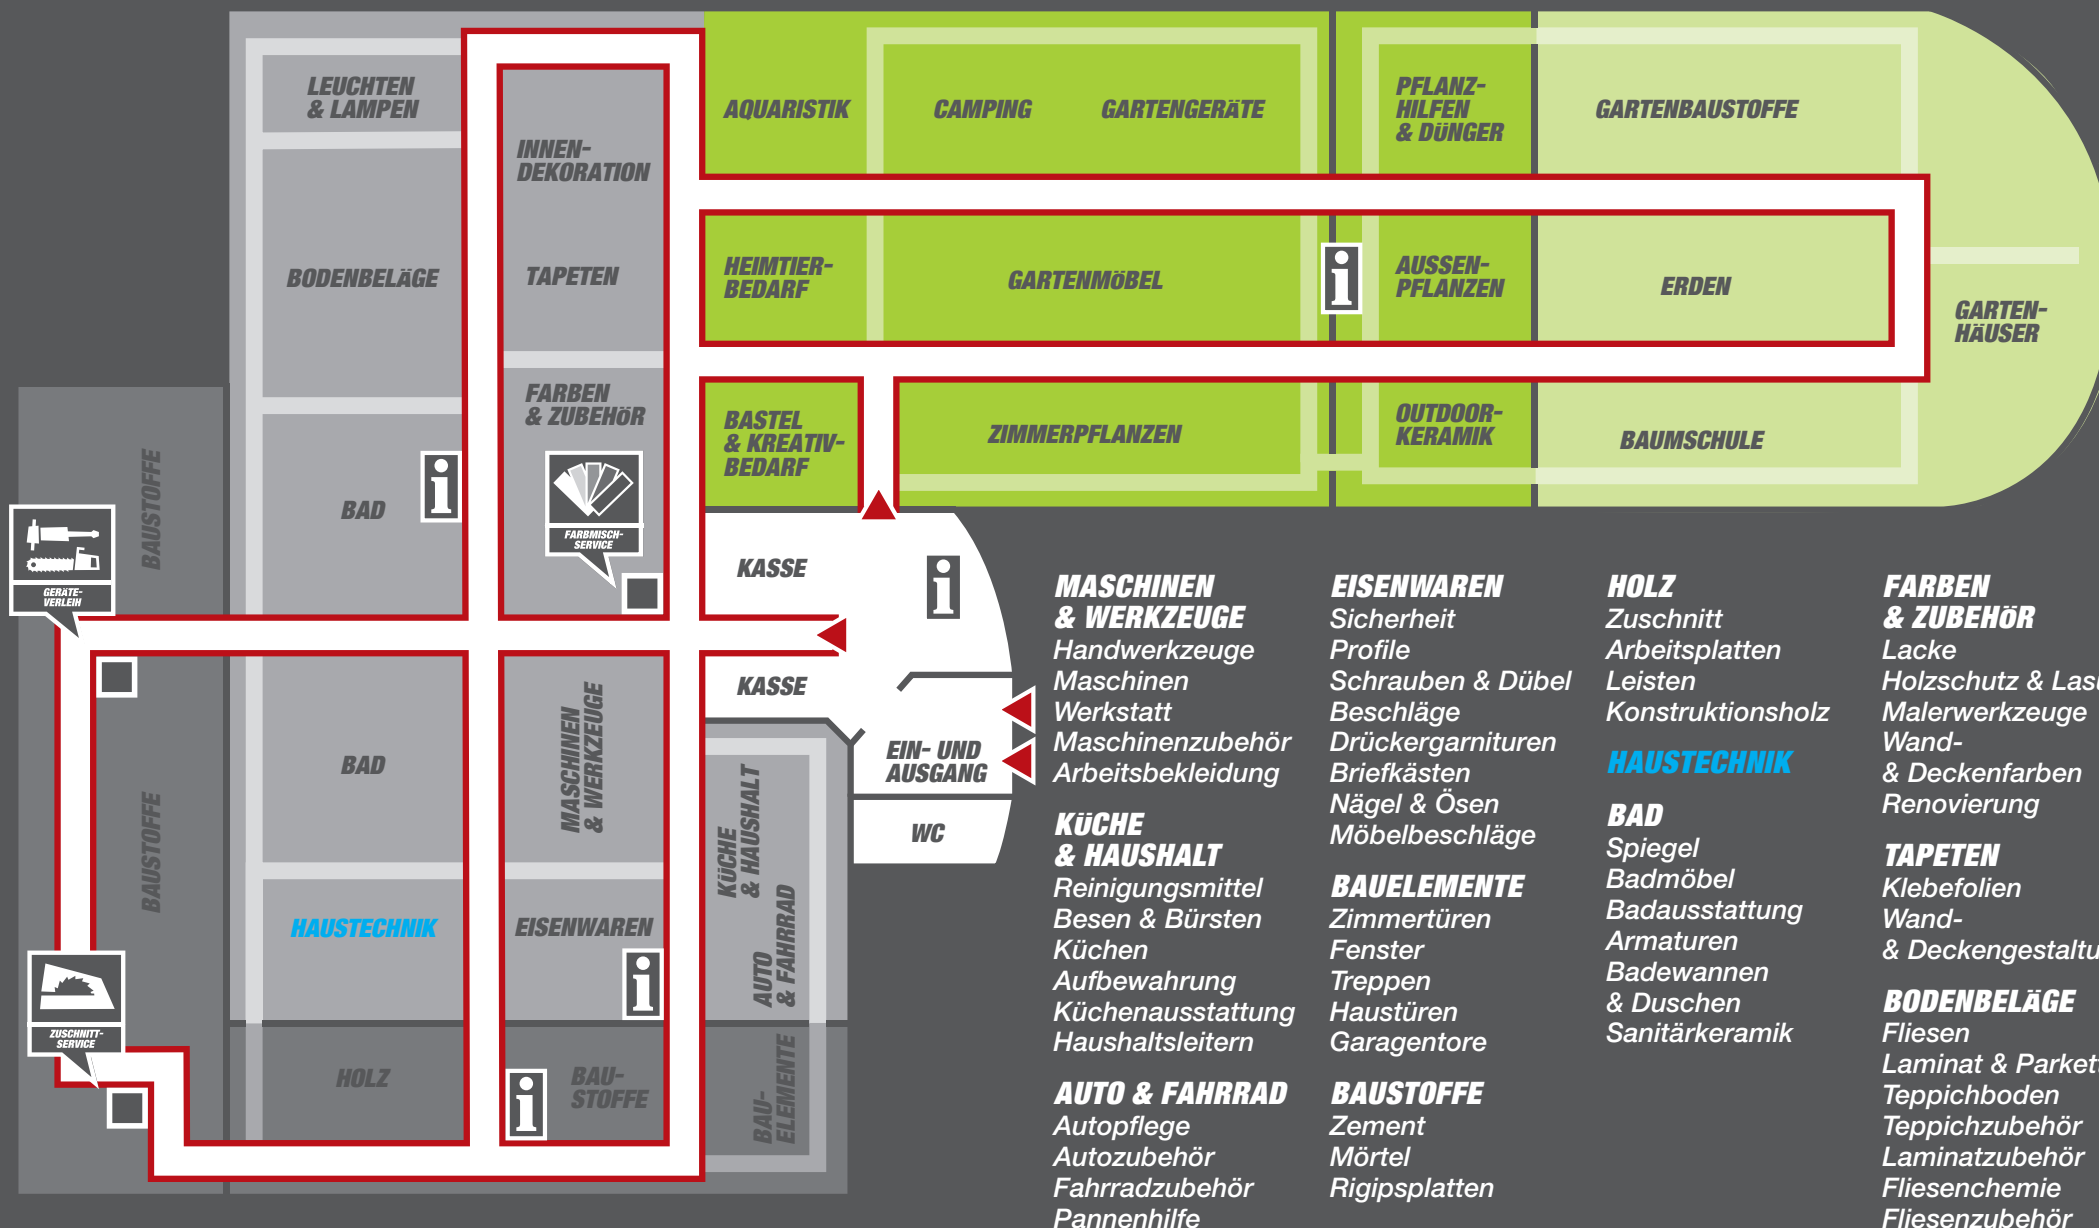 LEUCHTEN
& LAMPEN
INNEN-
DEKORATION
AQUARISTIK
CAMPING
GARTENGERÄTE
PFLANZ-
HILFEN
& DÜNGER
GARTENBAUSTOFFE
BODENBELÄGE
TAPETEN
HEIMTIER-
BEDARF
GARTENMÖBEL
i
AUSSEN-
PFLANZEN
ERDEN
GARTEN-
HÄUSER
FARBEN
& ZUBEHÖR
BASTEL
& KREATIV-
BEDARF
ZIMMERPFLANZEN
OUTDOOR-
KERAMIK
BAUMSCHULE
BAUSTOFFE
BAD
i
FARBMISCH-
SERVICE
GERÄTE-
VERLEIH
KASSE
i
KASSE
EIN- UND
AUSGANG
WC
BAUSTOFFE
BAD
MASCHINEN
& WERKZEUGE
KÜCHE
& HAUSHALT
AUTO
& FAHRRAD
HAUSTECHNIK
EISENWAREN
i
ZUSCHNITT-
SERVICE
HOLZ
i
BAU-
STOFFE
BAU-
ELEMENTE
MASCHINEN
& WERKZEUGE
Handwerkzeuge
Maschinen
Werkstatt
Maschinenzubehör
Arbeitsbekleidung
KÜCHE
& HAUSHALT
Reinigungsmittel
Besen & Bürsten
Küchen
Aufbewahrung
Küchenausstattung
Haushaltsleitern
AUTO & FAHRRAD
Autopflege
Autozubehör
Fahrradzubehör
Pannenhilfe
EISENWAREN
Sicherheit
Profile
Schrauben & Dübel
Beschläge
Drückergarnituren
Briefkästen
Nägel & Ösen
Möbelbeschläge
BAUELEMENTE
Zimmertüren
Fenster
Treppen
Haustüren
Garagentore
BAUSTOFFE
Zement
Mörtel
Rigipsplatten
HOLZ
Zuschnitt
Arbeitsplatten
Leisten
Konstruktionsholz
HAUSTECHNIK
BAD
Spiegel
Badmöbel
Badausstattung
Armaturen
Badewannen
& Duschen
Sanitärkeramik
FARBEN
& ZUBEHÖR
Lacke
Holzschutz &
Malerwerkzeuge
Wand-
& Deckenfarben
Renovierung
TAPETEN
Klebefolien
Wand-
&
BODENBELÄGE
Fliesen
Laminat &
Teppichboden
Teppichzubehör
Laminatzubehör
Fliesenchemie
Fliesenzubehör